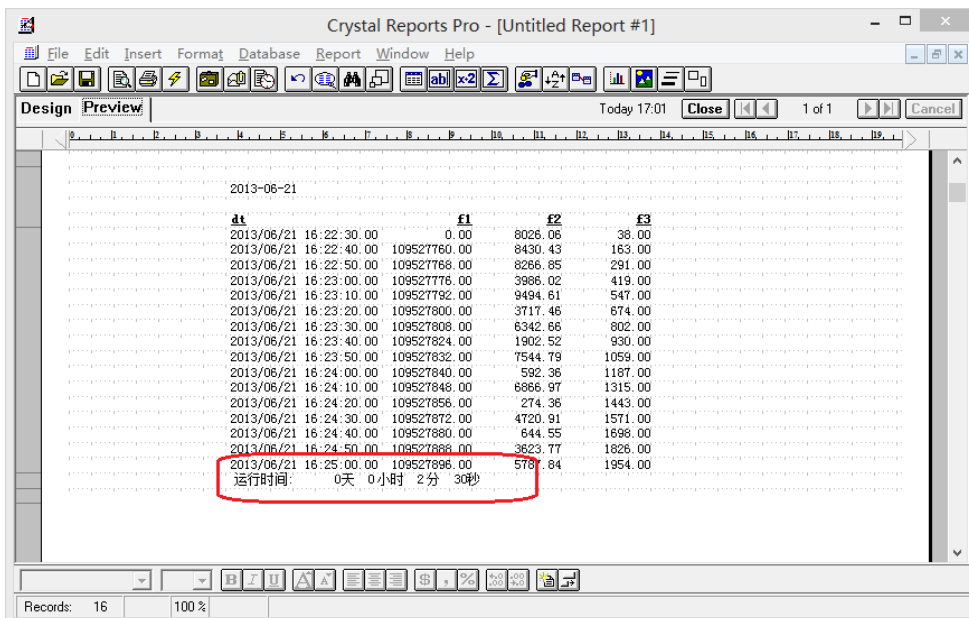 Crystal Reports Pro - [Untitled Report #1]
File Edit Insert Format Database Report Window Help
Design Preview Today 17:01 Close 1 of 1 Cancel
2013-06-21
dt f1 f2 f3
2013/06/21 16:22:30.00 0.00 8026.06 38.00
2013/06/21 16:22:40.00 109527760.00 8430.43 163.00
2013/06/21 16:22:50.00 109527768.00 8266.85 291.00
2013/06/21 16:23:00.00 109527776.00 3986.02 419.00
2013/06/21 16:23:10.00 109527792.00 9494.61 547.00
2013/06/21 16:23:20.00 109527800.00 3717.46 674.00
2013/06/21 16:23:30.00 109527808.00 6342.66 802.00
2013/06/21 16:23:40.00 109527824.00 1902.52 930.00
2013/06/21 16:23:50.00 109527832.00 7544.79 1059.00
2013/06/21 16:24:00.00 109527840.00 592.36 1187.00
2013/06/21 16:24:10.00 109527848.00 6866.97 1315.00
2013/06/21 16:24:20.00 109527856.00 274.36 1443.00
2013/06/21 16:24:30.00 109527872.00 4720.91 1571.00
2013/06/21 16:24:40.00 109527880.00 644.55 1698.00
2013/06/21 16:24:50.00 109527888.00 3623.77 1826.00
2013/06/21 16:25:00.00 109527896.00 5787.84 1954.00
运行时间: 0天 0小时 2分 30秒
B I U A A $ , %
Records: 16 100 %